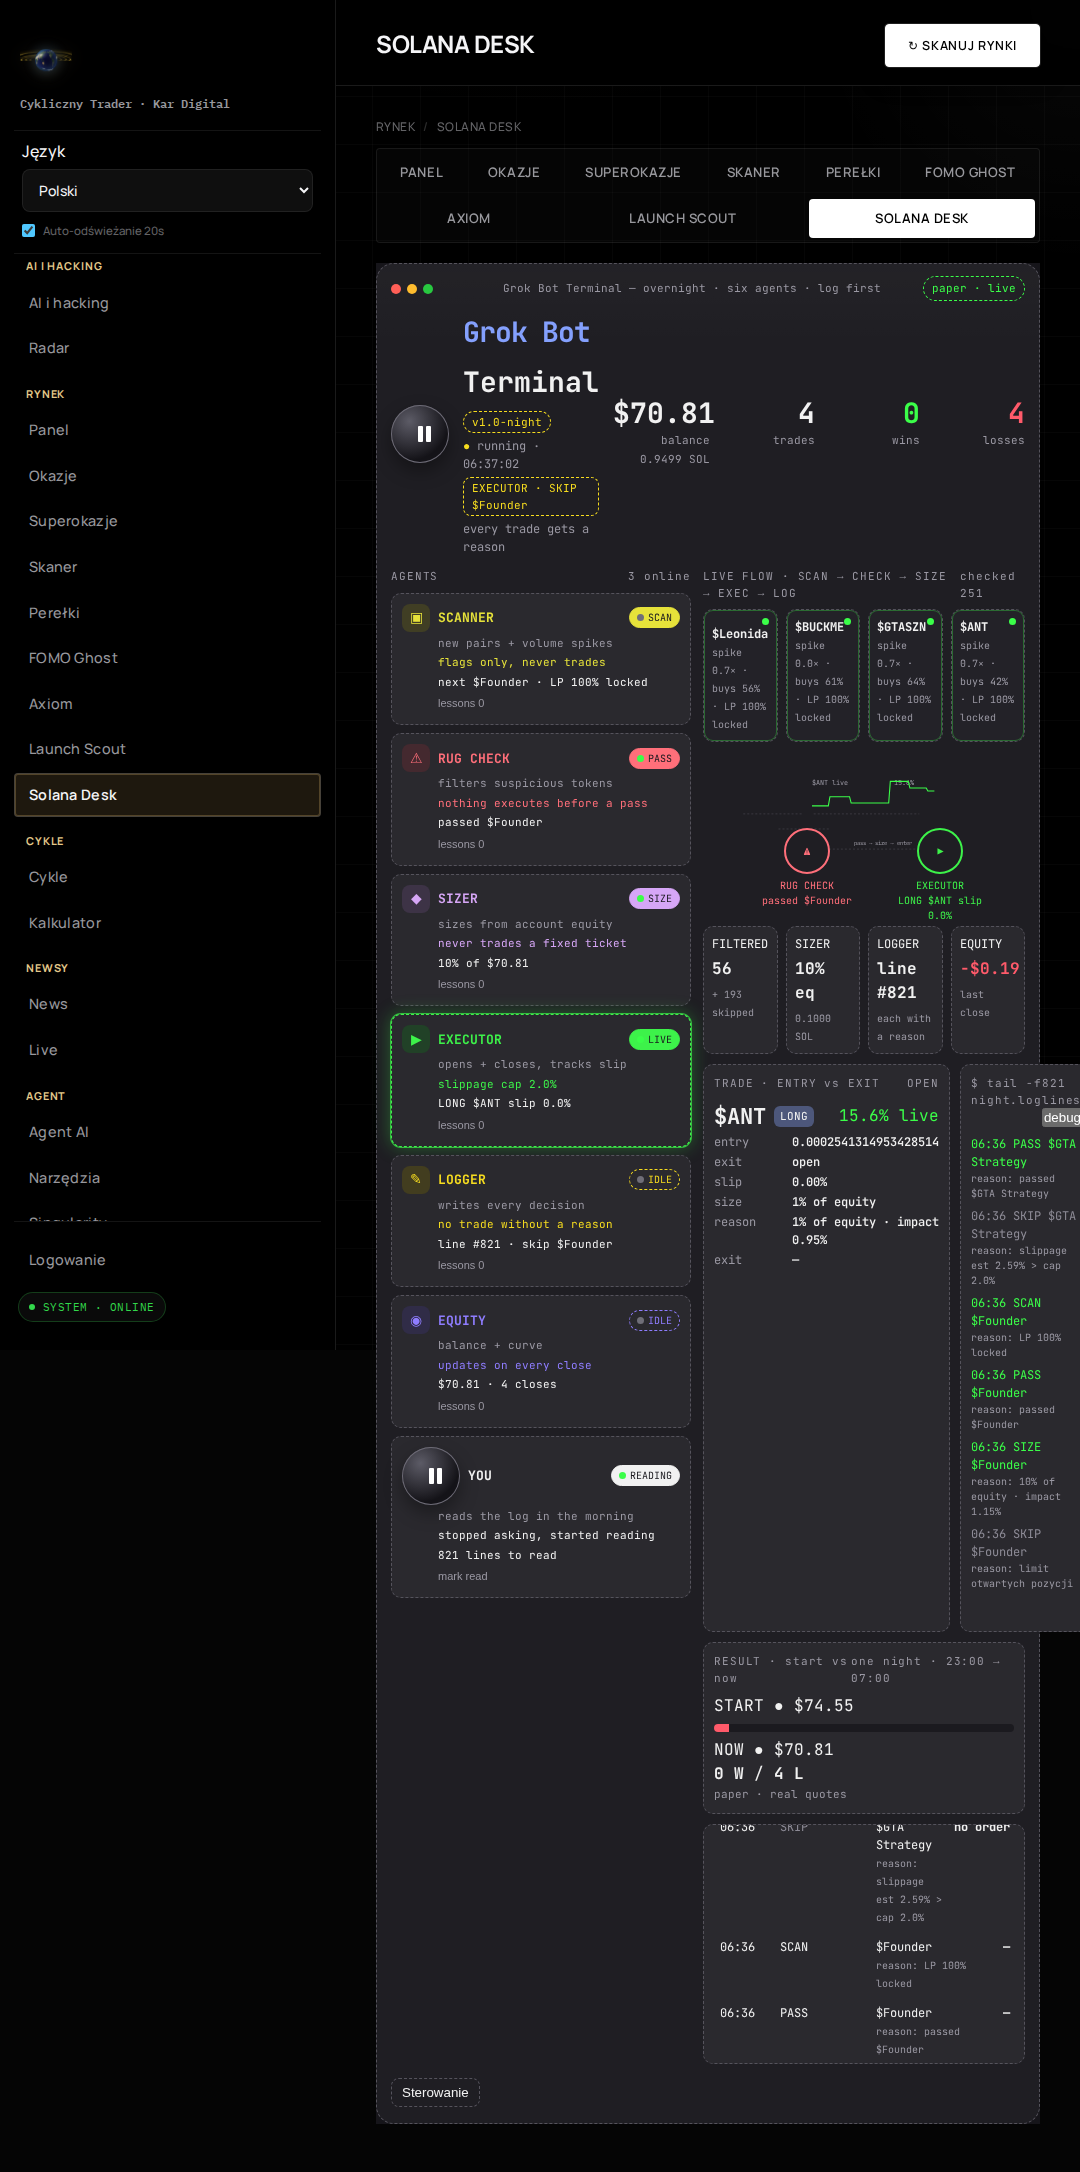 Cykliczny Trader · Kar Digital
Język
Polski
Auto-odświeżanie 20s
AI I HACKING
AI i hacking
Radar
RYNEK
Panel
Okazje
Superokazje
Skaner
Perełki
FOMO Ghost
Axiom
Launch Scout
Solana Desk
CYKLE
Cykle
Kalkulator
NEWSY
News
Live
AGENT
Agent AI
Narzędzia
Singularity
Logowanie
SYSTEM · ONLINE
SOLANA DESK
↻ SKANUJ RYNKI
RYNEK / SOLANA DESK
PANEL OKAZJE SUPEROKAZJE SKANER PEREŁKI FOMO GHOST
AXIOM LAUNCH SCOUT SOLANA DESK
Grok Bot Terminal — overnight · six agents · log first
paper · live
Grok Bot
Terminal
v1.0-night
● running ·
06:37:02
EXECUTOR · SKIP
$Founder
every trade gets a
reason
$70.81
balance
0.9499 SOL
4
trades
0
wins
4
losses
AGENTS 3 online
SCANNER SCAN
new pairs + volume spikes
flags only, never trades
next $Founder · LP 100% locked
lessons 0
RUG CHECK PASS
filters suspicious tokens
nothing executes before a pass
passed $Founder
lessons 0
SIZER SIZE
sizes from account equity
never trades a fixed ticket
10% of $70.81
lessons 0
EXECUTOR LIVE
opens + closes, tracks slip
slippage cap 2.0%
LONG $ANT slip 0.0%
lessons 0
LOGGER IDLE
writes every decision
no trade without a reason
line #821 · skip $Founder
lessons 0
EQUITY IDLE
balance + curve
updates on every close
$70.81 · 4 closes
lessons 0
YOU READING
reads the log in the morning
stopped asking, started reading
821 lines to read
mark read
LIVE FLOW · SCAN → CHECK → SIZE
→ EXEC → LOG
checked
251
$Leonida
spike
0.7× ·
buys 56%
· LP 100%
locked
$BUCKME
spike
0.0× ·
buys 61%
· LP 100%
locked
$GTASZN
spike
0.7× ·
buys 64%
· LP 100%
locked
$ANT
spike
0.7× ·
buys 42%
· LP 100%
locked
$ANT live 15.6%
pass → size → enter
RUG CHECK
passed $Founder
EXECUTOR
LONG $ANT slip
0.0%
FILTERED
56
+ 193
skipped
SIZER
10%
eq
0.1000
SOL
LOGGER
line
#821
each with
a reason
EQUITY
-$0.19
last
close
TRADE · ENTRY vs EXIT OPEN
$ANT LONG 15.6% live
entry 0.0002541314953428514
exit open
slip 0.00%
size 1% of equity
reason 1% of equity · impact
0.95%
exit —
$ tail -f821
night.loglines
debug
06:36 PASS $GTA
Strategy
reason: passed
$GTA Strategy
06:36 SKIP $GTA
Strategy
reason: slippage
est 2.59% > cap
2.0%
06:36 SCAN
$Founder
reason: LP 100%
locked
06:36 PASS
$Founder
reason: passed
$Founder
06:36 SIZE
$Founder
reason: 10% of
equity · impact
1.15%
06:36 SKIP
$Founder
reason: limit
otwartych pozycji
RESULT · start vs
now
one night · 23:00 →
07:00
START ● $74.55
NOW ● $70.81
0 W / 4 L
paper · real quotes
06:36 SKIP $GTA no order
Strategy
reason:
slippage
est 2.59% >
cap 2.0%
06:36 SCAN $Founder —
reason: LP 100%
locked
06:36 PASS $Founder —
reason: passed
$Founder
Sterowanie